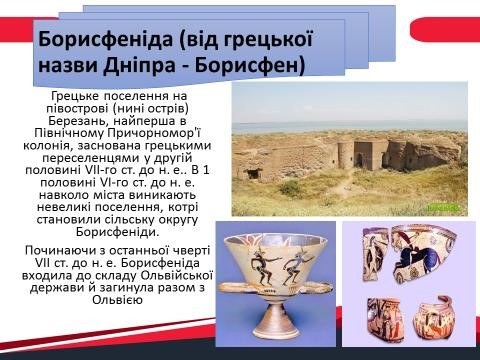 Борисфеніда (від грецької
назви Дніпра - Борисфен)
Грецьке поселення на
півострові (нині острів)
Березань, найперша в
Північному Причорномор'ї
колонія, заснована грецькими
переселенцями у другій
половині VII-го ст. до н. е.. В 1
половині VI-го ст. до н. е.
навколо міста виникають
невеликі поселення, котрі
становили сільську округу
Борисфеніди.
Починаючи з останньої чверті
VII ст. до н. е. Борисфеніда
входила до складу Ольвійської
держави й загинула разом з
Ольвією